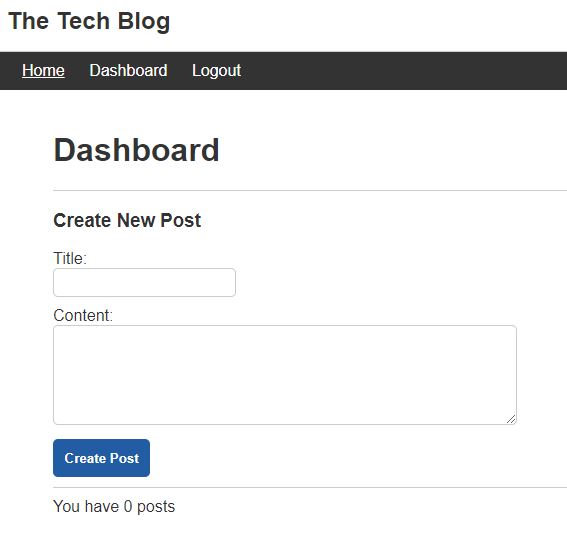 The Tech Blog
Home Dashboard Logout
Dashboard
Create New Post
Title:
Content:
Create Post
You have 0 posts